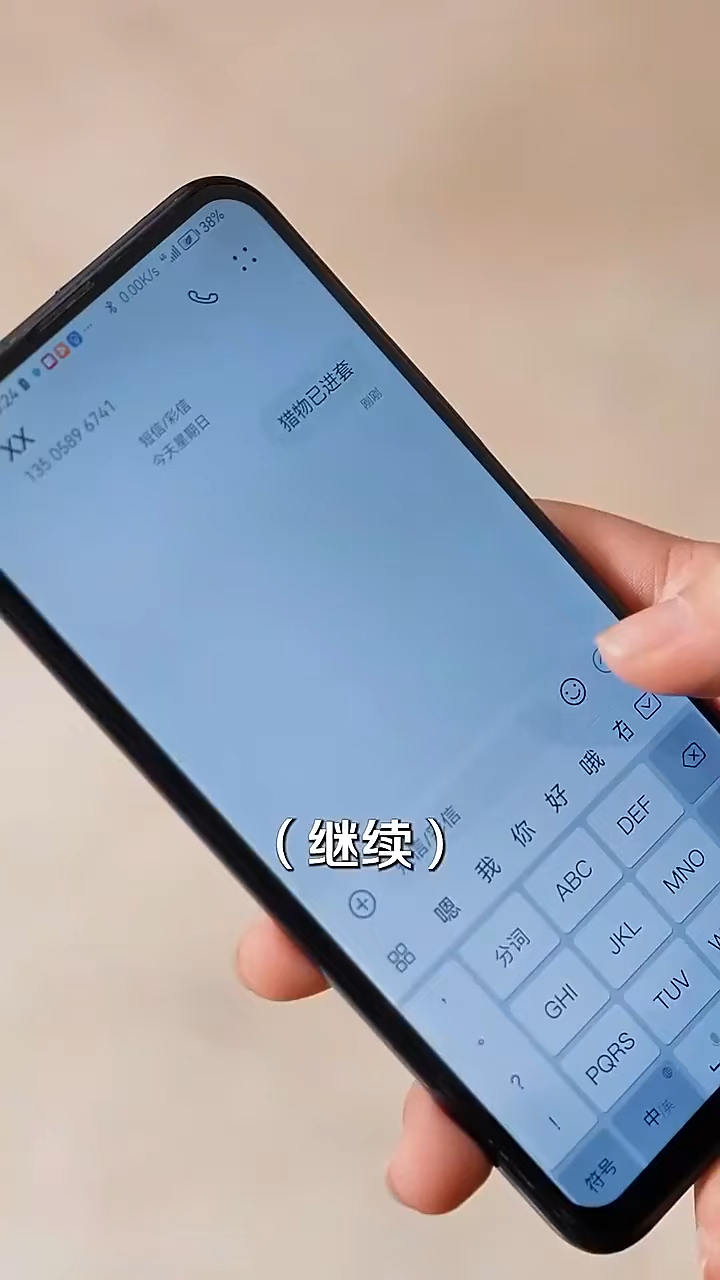 0.00K/s
38%
XX
135 0589 6741
短信/彩信
今天星期日
猎物已进套
刚刚
（继续）
嗯 我 你 好 哦 在
分词 ABC DEF
GHI JKL MNO
PQRS TUV W
，
。
？
！
符号 中/英